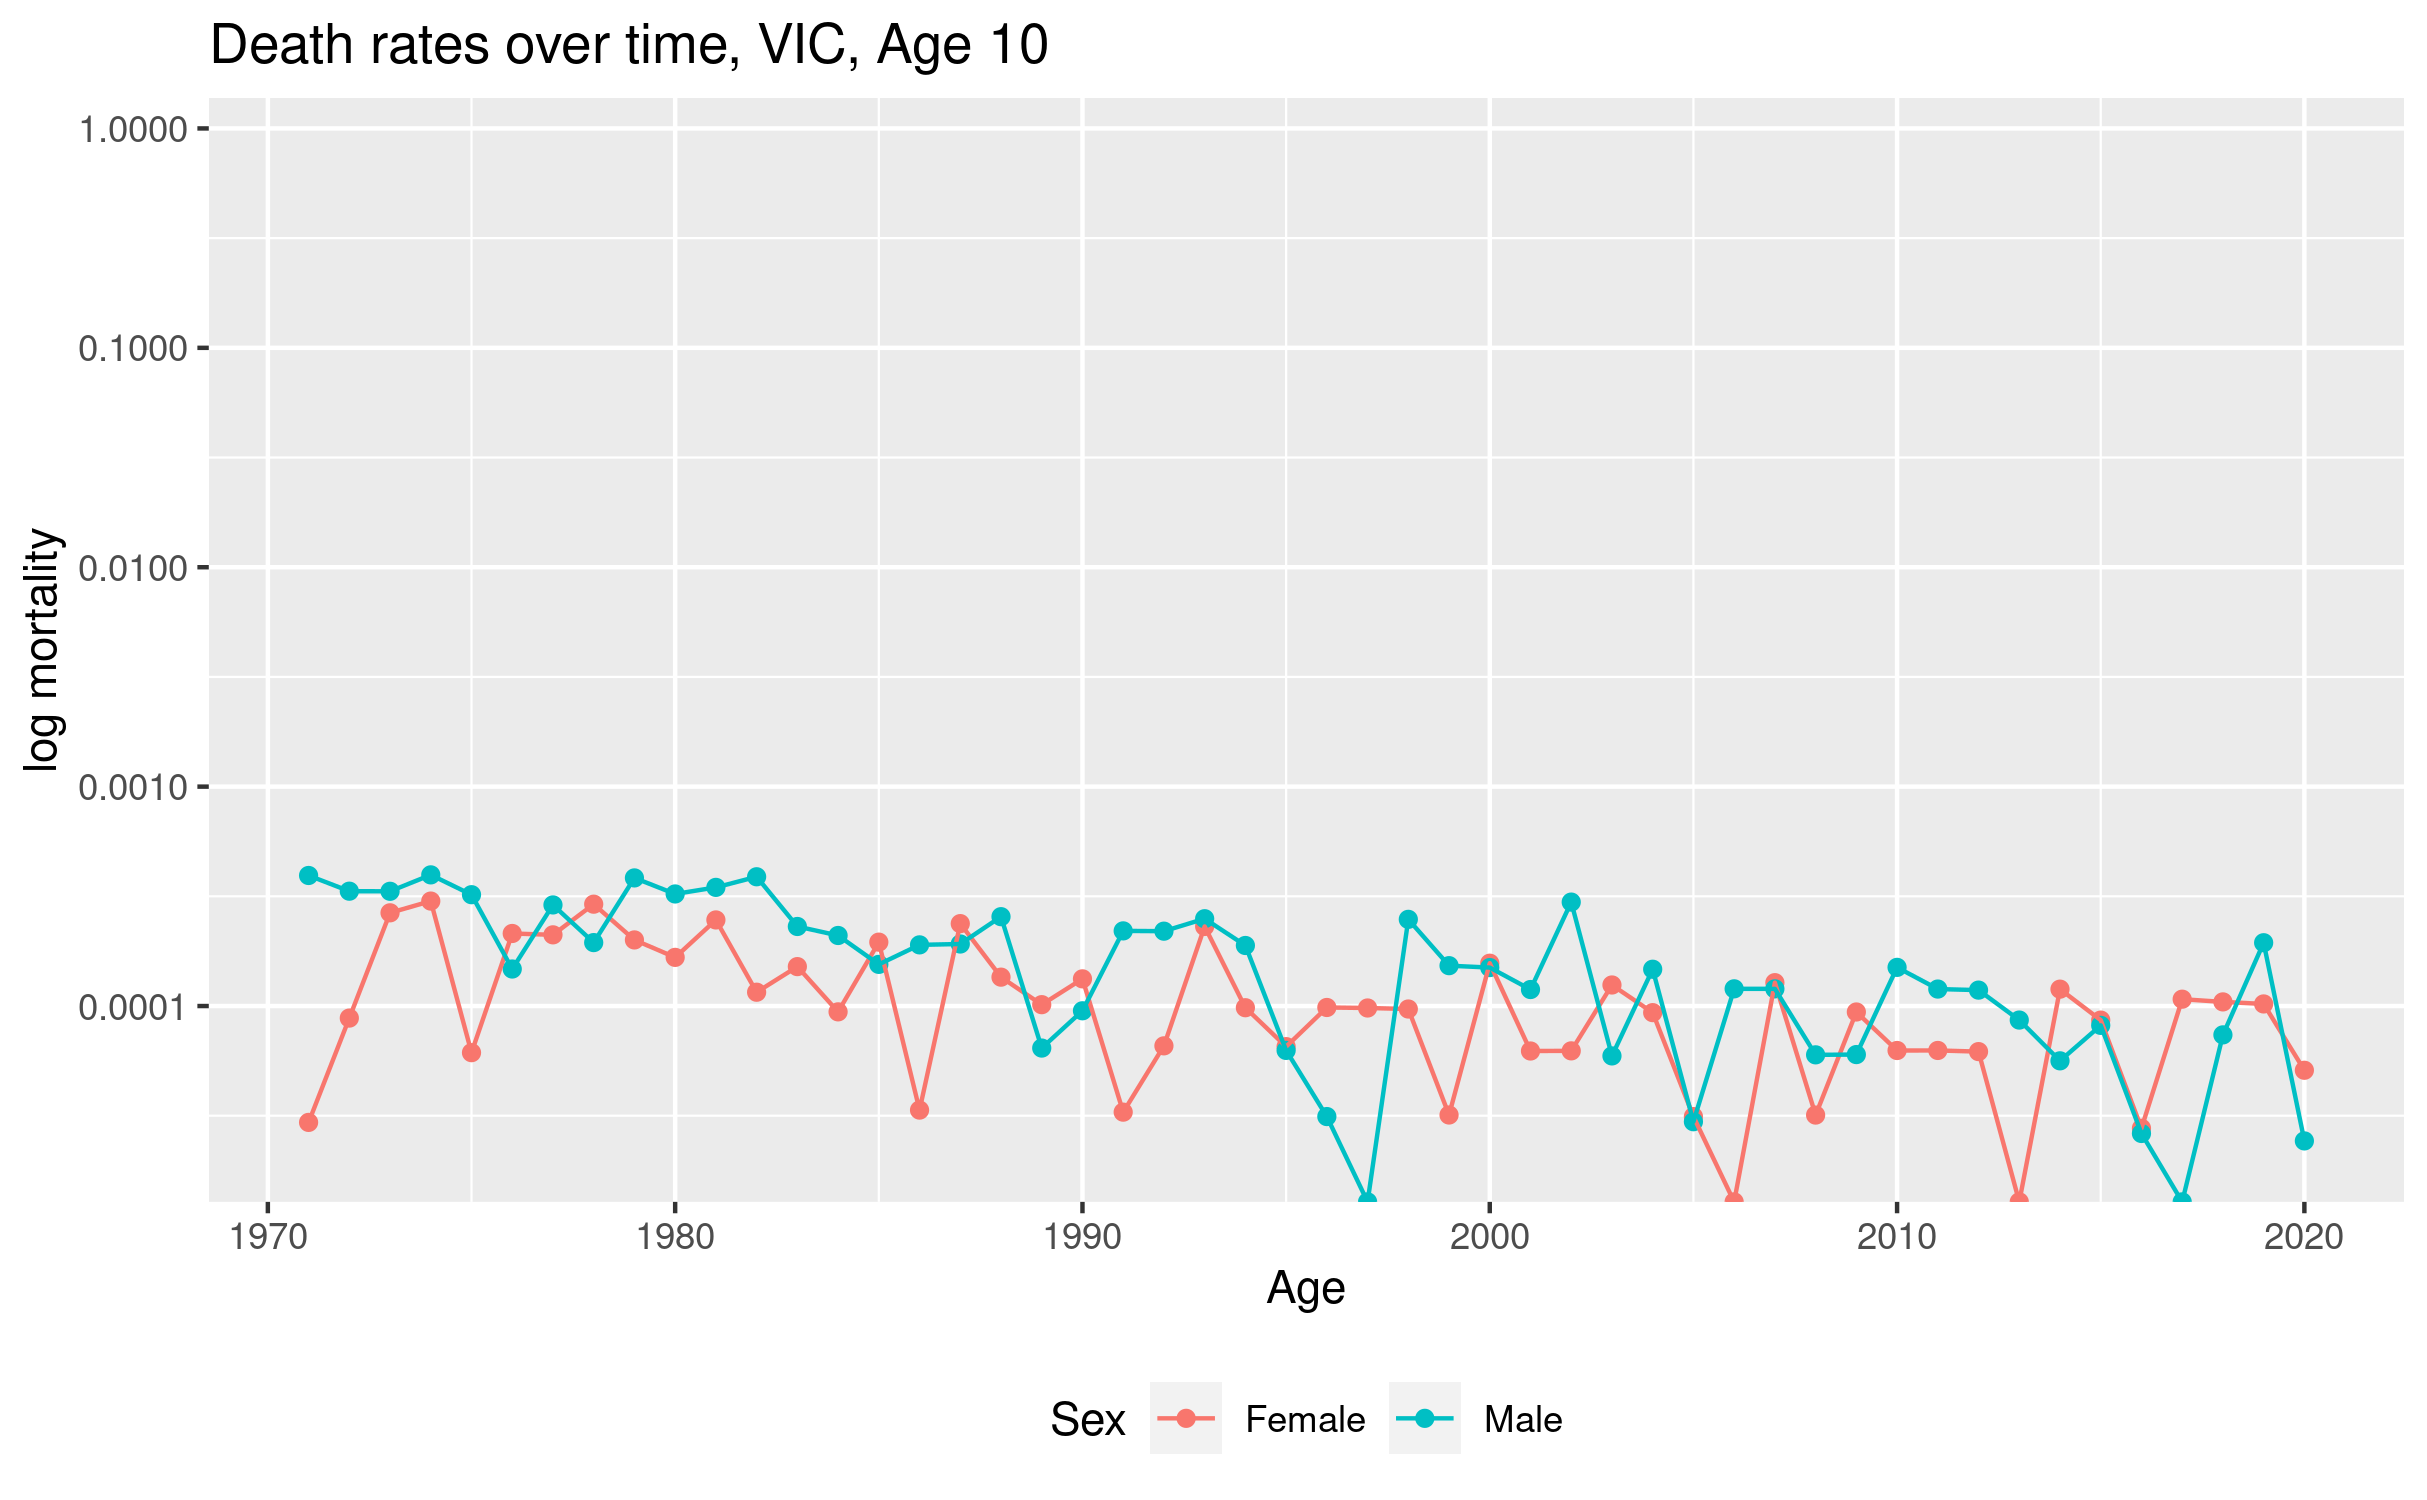 Death rates over time, VIC, Age 10
log mortality
1.0000
0.1000
0.0100
0.0010
0.0001
1970 1980 1990 2000 2010 2020
Age
Sex Female Male